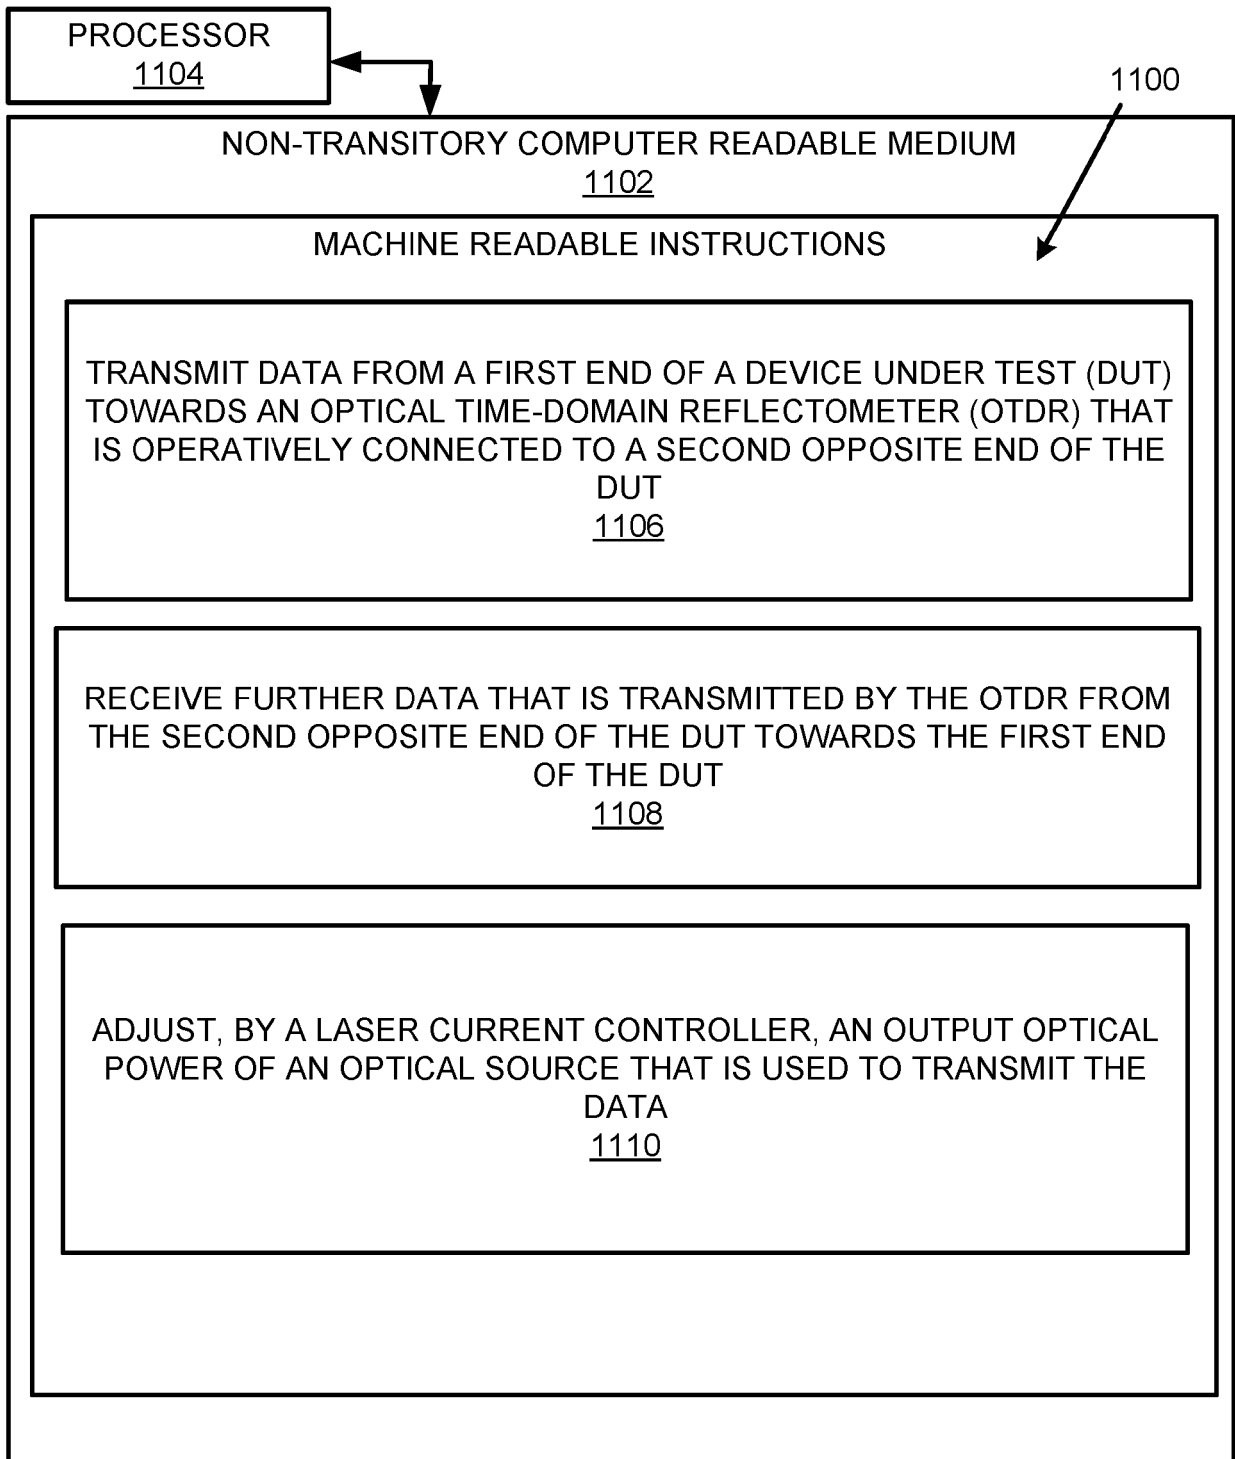 PROCESSOR
1104
1100
NON-TRANSITORY COMPUTER READABLE MEDIUM
1102
MACHINE READABLE INSTRUCTIONS
TRANSMIT DATA FROM A FIRST END OF A DEVICE UNDER TEST (DUT)
TOWARDS AN OPTICAL TIME-DOMAIN REFLECTOMETER (OTDR) THAT
IS OPERATIVELY CONNECTED TO A SECOND OPPOSITE END OF THE
DUT
1106
RECEIVE FURTHER DATA THAT IS TRANSMITTED BY THE OTDR FROM
THE SECOND OPPOSITE END OF THE DUT TOWARDS THE FIRST END
OF THE DUT
1108
ADJUST, BY A LASER CURRENT CONTROLLER, AN OUTPUT OPTICAL
POWER OF AN OPTICAL SOURCE THAT IS USED TO TRANSMIT THE
DATA
1110